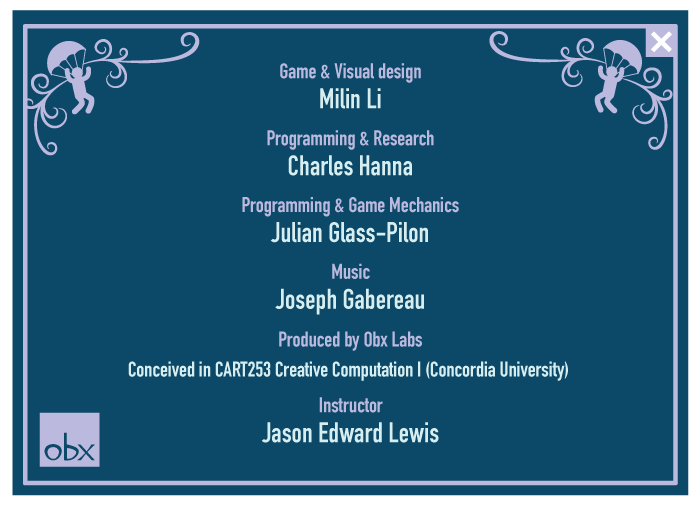 Game & Visual design
Milin Li
Programming & Research
Charles Hanna
Programming & Game Mechanics
Julian Glass-Pilon
Music
Joseph Gabereau
Produced by Obx Labs
Conceived in CART253 Creative Computation I (Concordia University)
Instructor
Jason Edward Lewis
obx